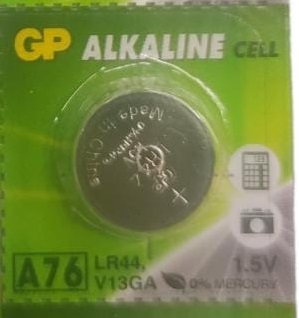 GP ALKALINE CELL
Made in China
+
A76 LR44, 1.5V
V13GA 0% MERCURY